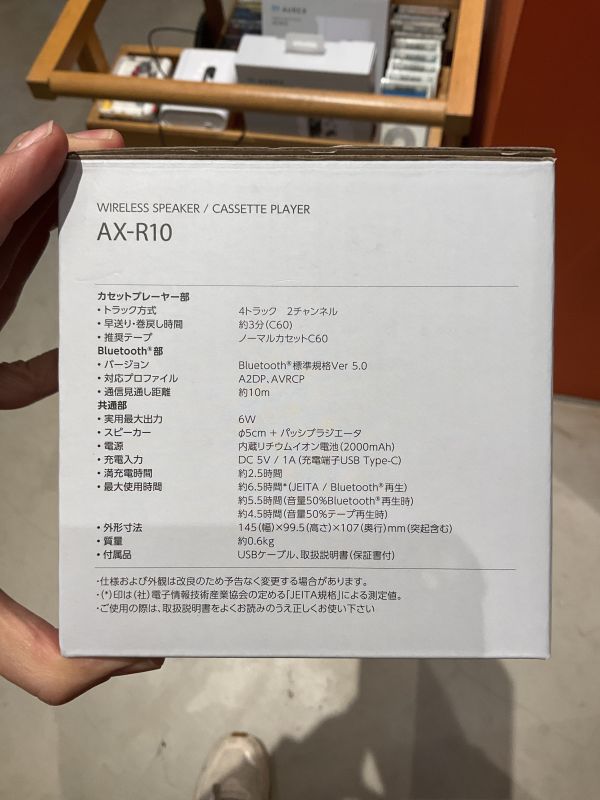 AUREX
WIRELESS SPEAKER / CASSETTE PLAYER
AX-R10
カセットプレーヤー部
・トラック方式 4トラック 2チャンネル
・早送り・巻戻し時間 約3分(C60)
・推奨テープ ノーマルカセットC60
Bluetooth®部
・バージョン Bluetooth®標準規格Ver 5.0
・対応プロファイル A2DP、AVRCP
・通信見通し距離 約10m
共通部
・実用最大出力 6W
・スピーカー φ5cm + パッシブラジエータ
・電源 内蔵リチウムイオン電池(2000mAh)
・充電入力 DC 5V / 1A(充電端子USB Type-C)
・満充電時間 約2.5時間
・最大使用時間 約6.5時間*(JEITA / Bluetooth®再生)
約5.5時間(音量50%Bluetooth®再生時)
約4.5時間(音量50%テープ再生時)
・外形寸法 145(幅)×99.5(高さ)×107(奥行)mm(突起含む)
・質量 約0.6kg
・付属品 USBケーブル、取扱説明書(保証書付)
・仕様および外観は改良のため予告なく変更する場合があります。
・(*)印は(社)電子情報技術産業協会の定める「JEITA規格」による測定値。
・ご使用の際は、取扱説明書をよくお読みのうえ正しくお使い下さい